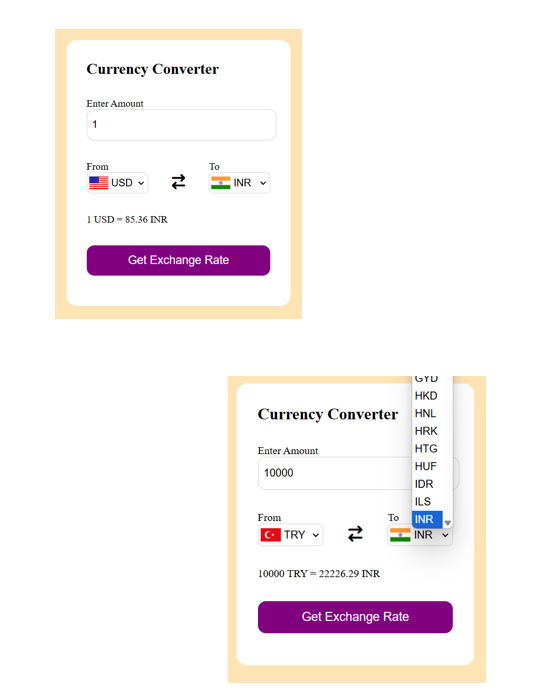 Currency Converter
Enter Amount
1
From To
USD INR
1 USD = 85.36 INR
Get Exchange Rate
GYD
HKD
Currency Converter
HNL
HRK
Enter Amount
HTG
10000
HUF
IDR
ILS
From To
INR
TRY INR
10000 TRY = 22226.29 INR
Get Exchange Rate